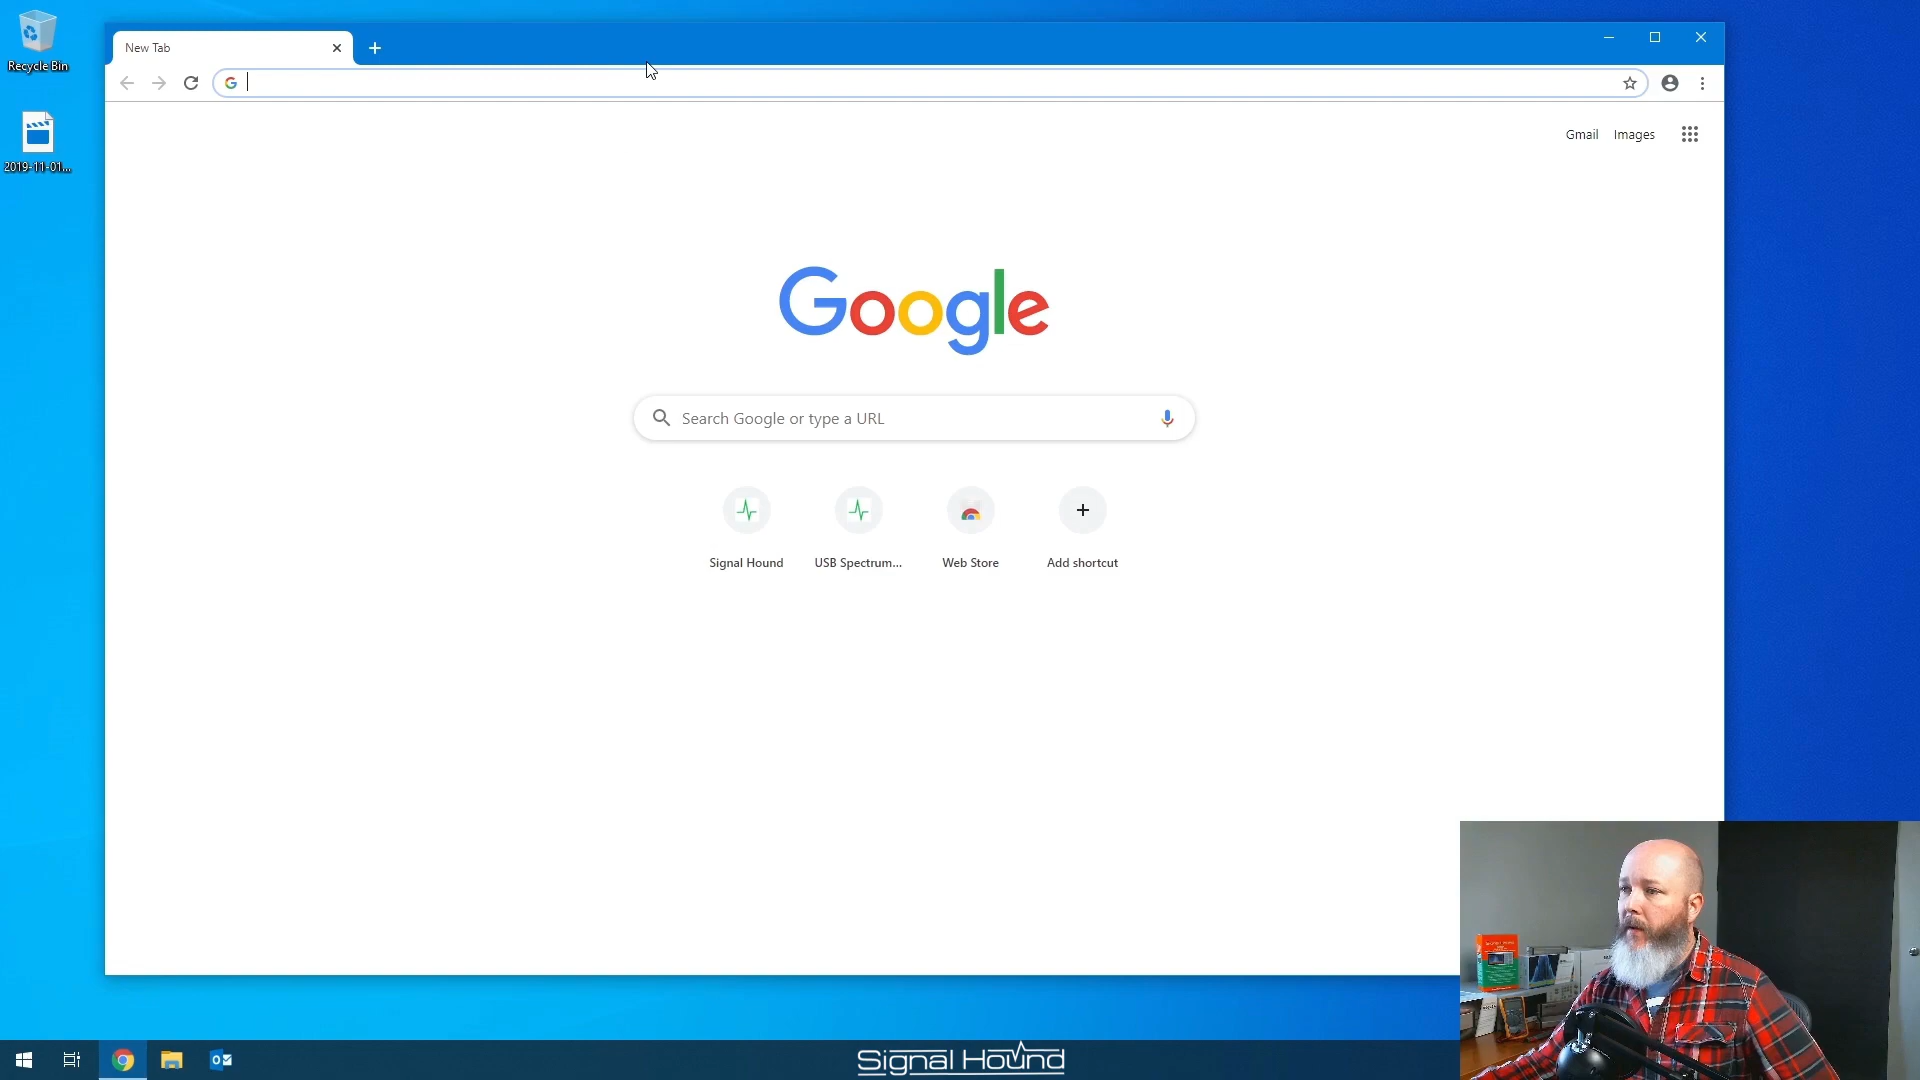 Recycle Bin
2019-11-01...
New Tab
Gmail Images
Google
Search Google or type a URL
Signal Hound
USB Spectrum...
Web Store
Add shortcut
Signal Hound